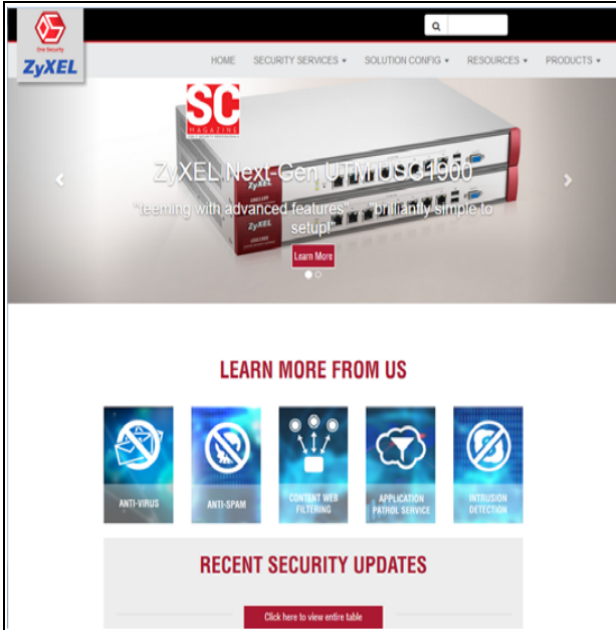 One Security
ZyXEL
HOME SECURITY SERVICES SOLUTION CONFIG RESOURCES PRODUCTS
SC
MAGAZINE
ZyXEL Next-Gen UTM USG1900
"teeming with advanced features" ... "brilliantly simple to
setup!"
ZyXEL
ZyXEL
Learn More
LEARN MORE FROM US
ANTI-VIRUS
ANTI-SPAM
CONTENT WEB
FILTERING
APPLICATION
PATROL SERVICE
INTRUSION
DETECTION
RECENT SECURITY UPDATES
Click here to view entire table